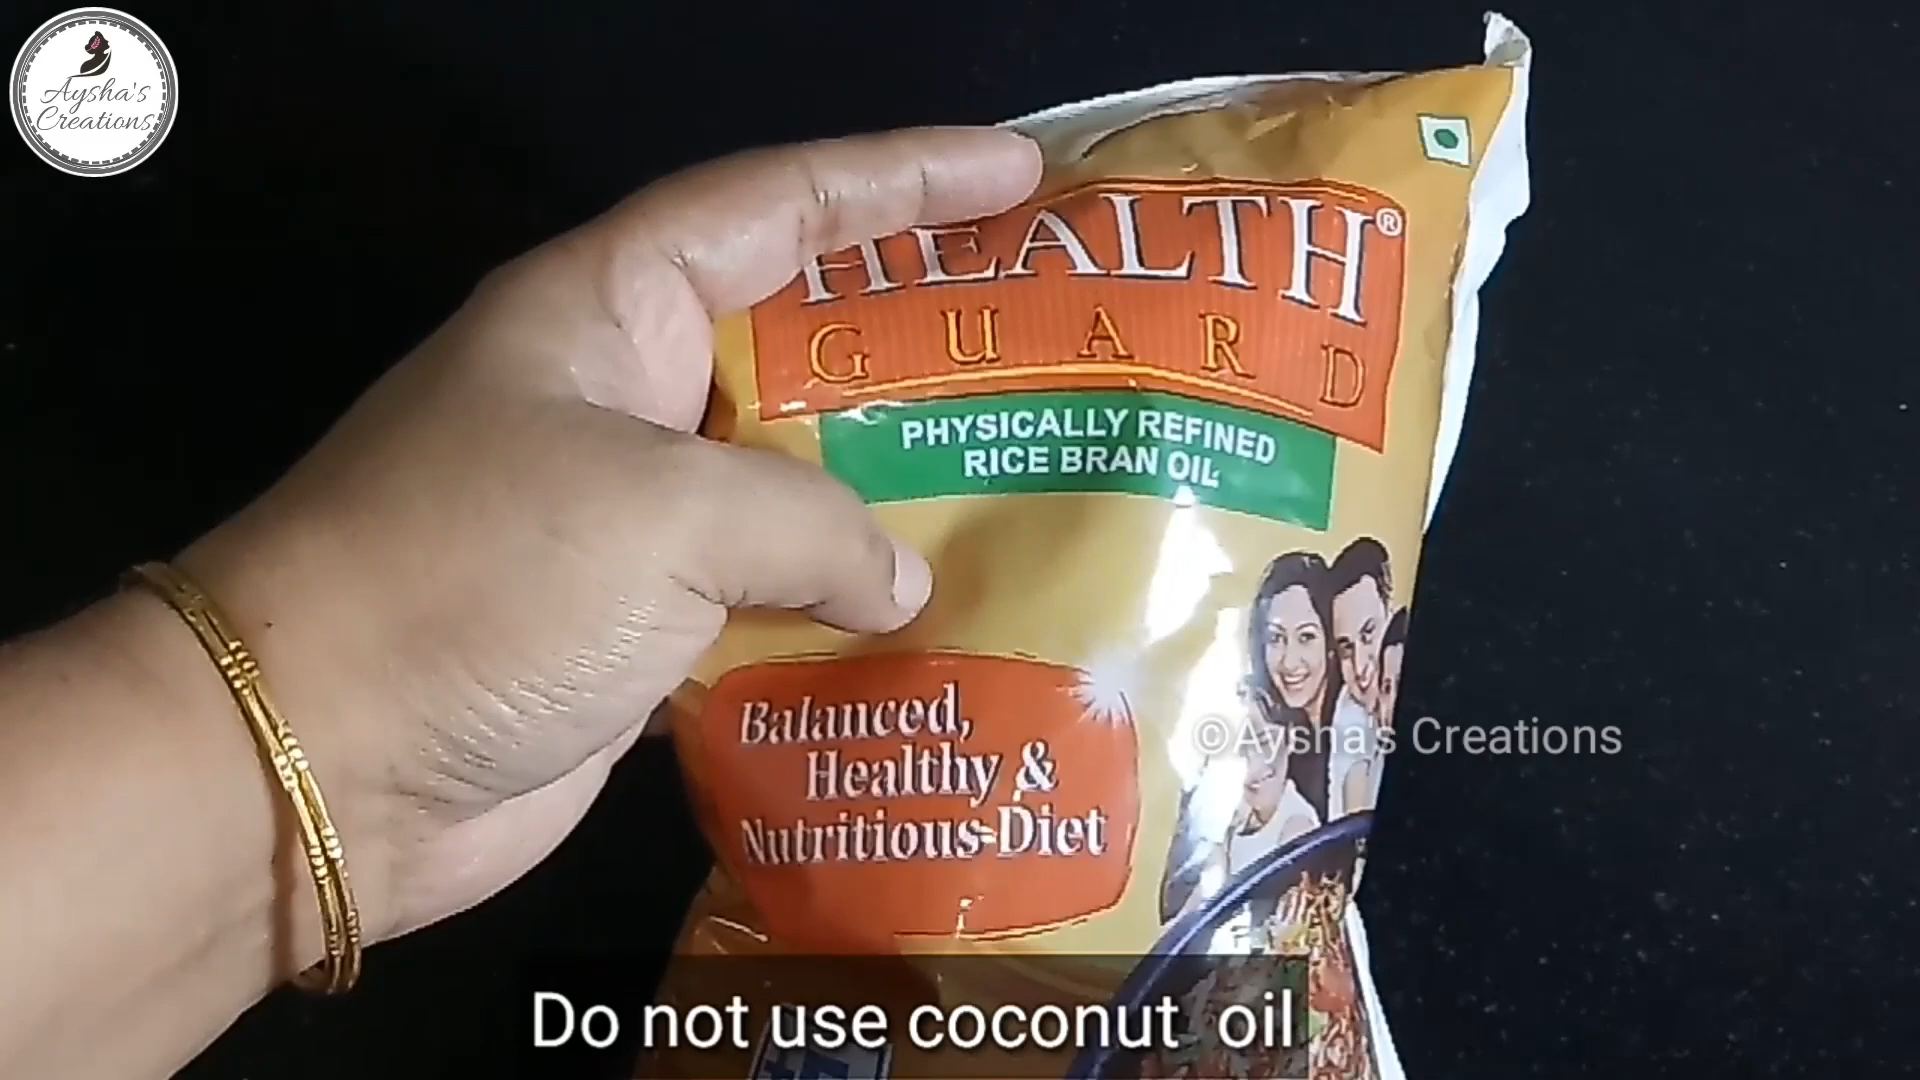 Aysha's
Creations
HEALTH®
GUARD
PHYSICALLY REFINED
RICE BRAN OIL
Balanced,
Healthy &
Nutritious Diet
©Aysha's Creations
Do not use coconut oil